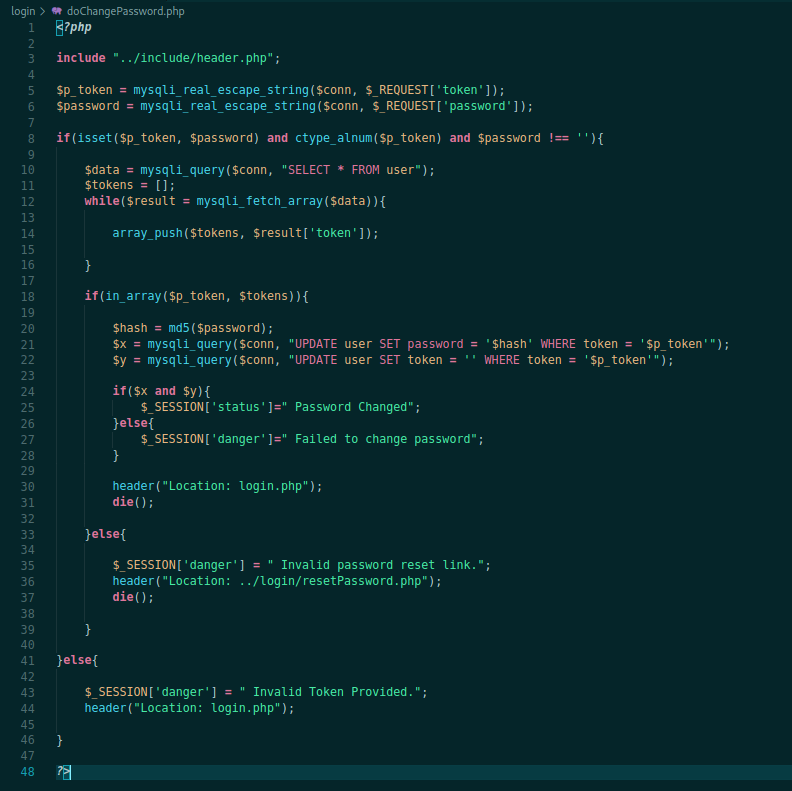 login > doChangePassword.php
1 <?php
2
3 include "../include/header.php";
4
5 $p_token = mysqli_real_escape_string($conn, $_REQUEST['token']);
6 $password = mysqli_real_escape_string($conn, $_REQUEST['password']);
7
8 if(isset($p_token, $password) and ctype_alnum($p_token) and $password !== ''){
9
10 $data = mysqli_query($conn, "SELECT * FROM user");
11 $tokens = [];
12 while($result = mysqli_fetch_array($data)){
13
14 array_push($tokens, $result['token']);
15
16 }
17
18 if(in_array($p_token, $tokens)){
19
20 $hash = md5($password);
21 $x = mysqli_query($conn, "UPDATE user SET password = '$hash' WHERE token = '$p_token'");
22 $y = mysqli_query($conn, "UPDATE user SET token = '' WHERE token = '$p_token'");
23
24 if($x and $y){
25 $_SESSION['status']=" Password Changed";
26 }else{
27 $_SESSION['danger']=" Failed to change password";
28 }
29
30 header("Location: login.php");
31 die();
32
33 }else{
34
35 $_SESSION['danger'] = " Invalid password reset link.";
36 header("Location: ../login/resetPassword.php");
37 die();
38
39 }
40
41 }else{
42
43 $_SESSION['danger'] = " Invalid Token Provided.";
44 header("Location: login.php");
45
46 }
47
48 ?>